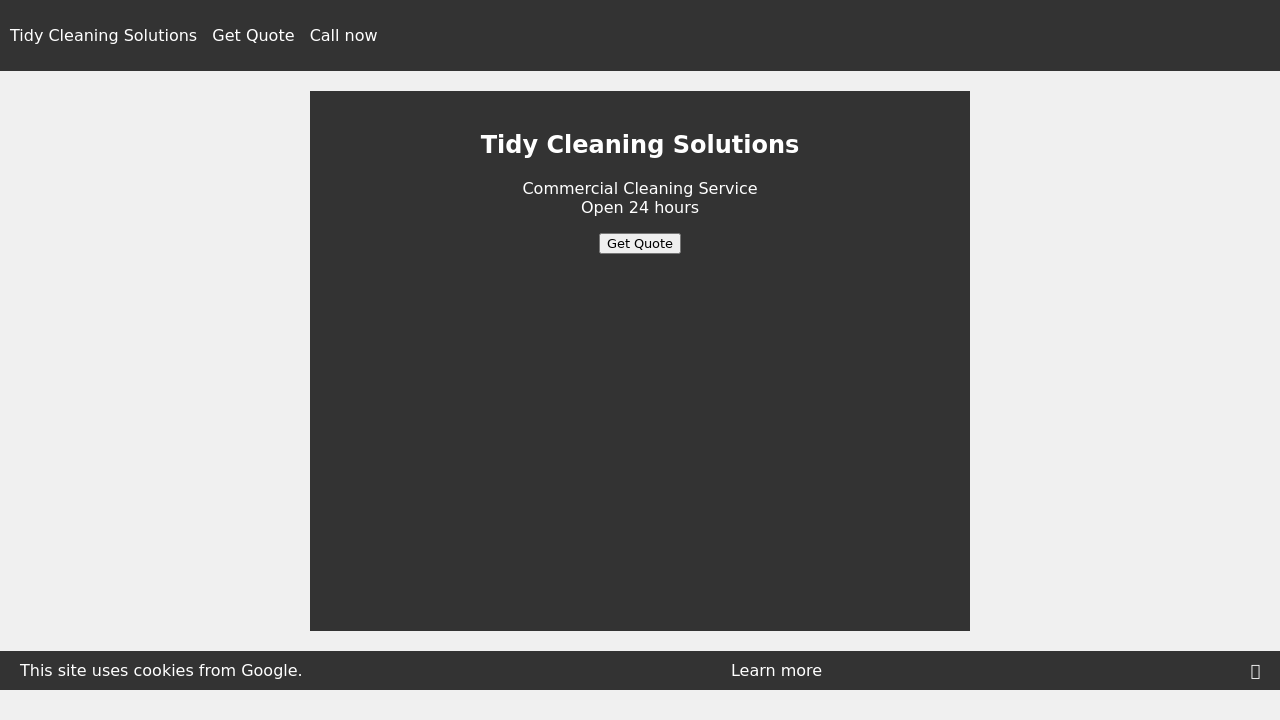 Tidy Cleaning Solutions Get Quote Call now
Tidy Cleaning Solutions
Commercial Cleaning Service
Open 24 hours
Get Quote
This site uses cookies from Google. Learn more